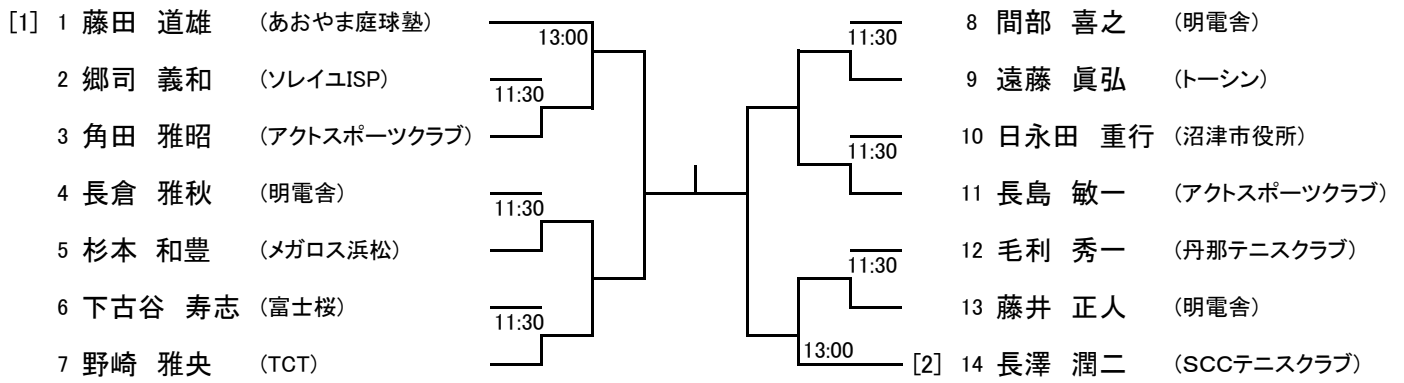 [1] 1 藤田 道雄 (あおやま庭球塾) 13:00
2 郷司 義和 (ソレイユISP) 11:30
3 角田 雅昭 (アクトスポーツクラブ)
4 長倉 雅秋 (明電舎) 11:30
5 杉本 和豊 (メガロス浜松)
6 下古谷 寿志 (富士桜) 11:30
7 野崎 雅央 (TCT)
11:30 8 間部 喜之 (明電舎)
9 遠藤 眞弘 (トーシン)
11:30 10 日永田 重行 (沼津市役所)
11 長島 敏一 (アクトスポーツクラブ)
11:30 12 毛利 秀一 (丹那テニスクラブ)
13 藤井 正人 (明電舎)
13:00 [2] 14 長澤 潤二 (SCCテニスクラブ)